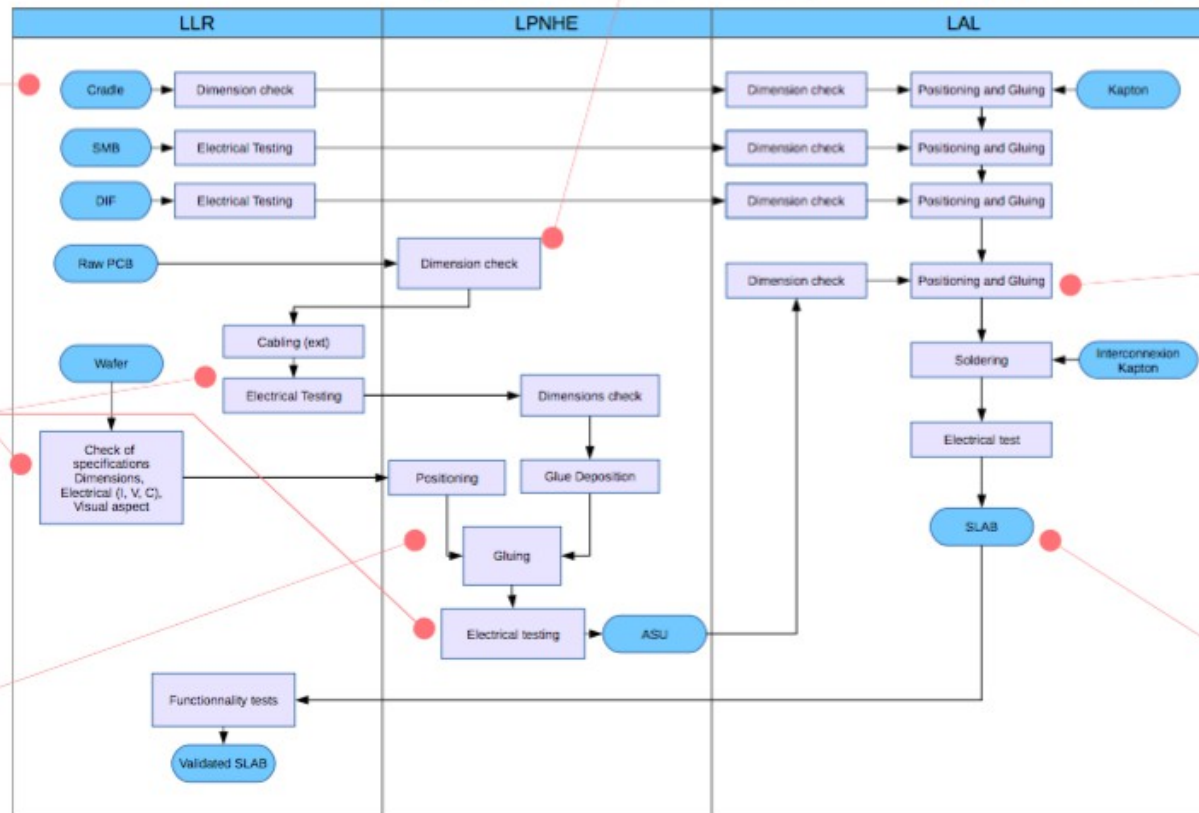 LLR
LPNHE
LAL
Cradle
Dimension check
Dimension check
Positioning and Gluing
Kapton
SMB
Electrical Testing
Dimension check
Positioning and Gluing
DIF
Electrical Testing
Dimension check
Positioning and Gluing
Raw PCB
Dimension check
Dimension check
Positioning and Gluing
Cabling (ext)
Wafer
Soldering
Interconnexion
Kapton
Electrical Testing
Dimensions check
Electrical test
Check of
specifications
Dimensions,
Electrical (I, V, C),
Visual aspect
Positioning
Glue Deposition
SLAB
Gluing
Electrical testing
ASU
Functionnality tests
Validated SLAB